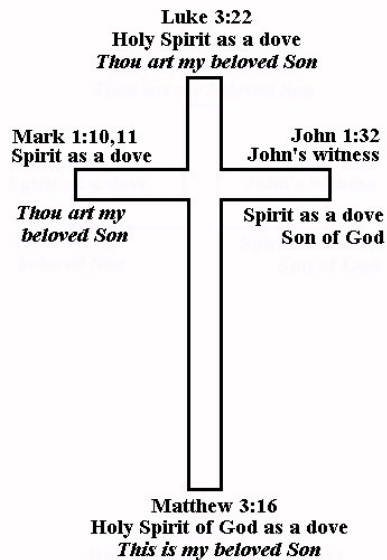 Luke 3:22
Holy Spirit as a dove
Thou art my beloved Son
Mark 1:10,11
Spirit as a dove
Thou art my
beloved Son
John 1:32
John's witness
Spirit as a dove
Son of God
Matthew 3:16
Holy Spirit of God as a dove
This is my beloved Son